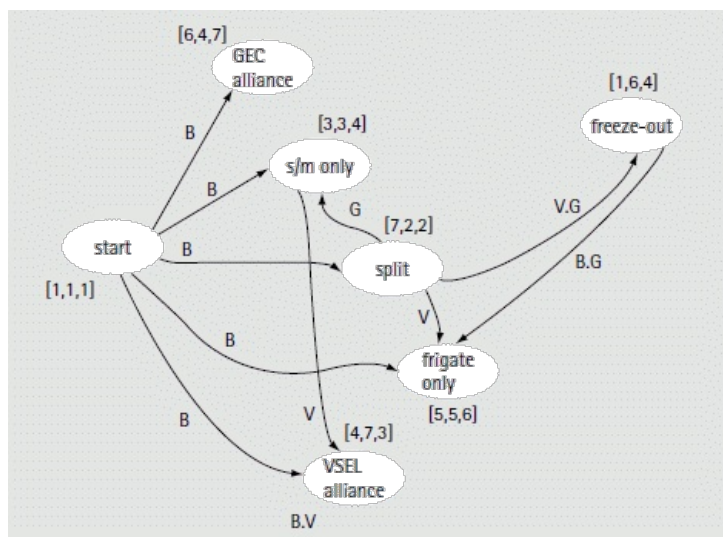 [6,4,7]
GEC
alliance
[1,6,4]
freeze-out
B
[3,3,4]
s/m only
B
V.G
G
[7,2,2]
start
B
split
B.G
[1,1,1]
V
B
frigate
only
[5,5,6]
B
V
[4,7,3]
VSEL
alliance
B.V